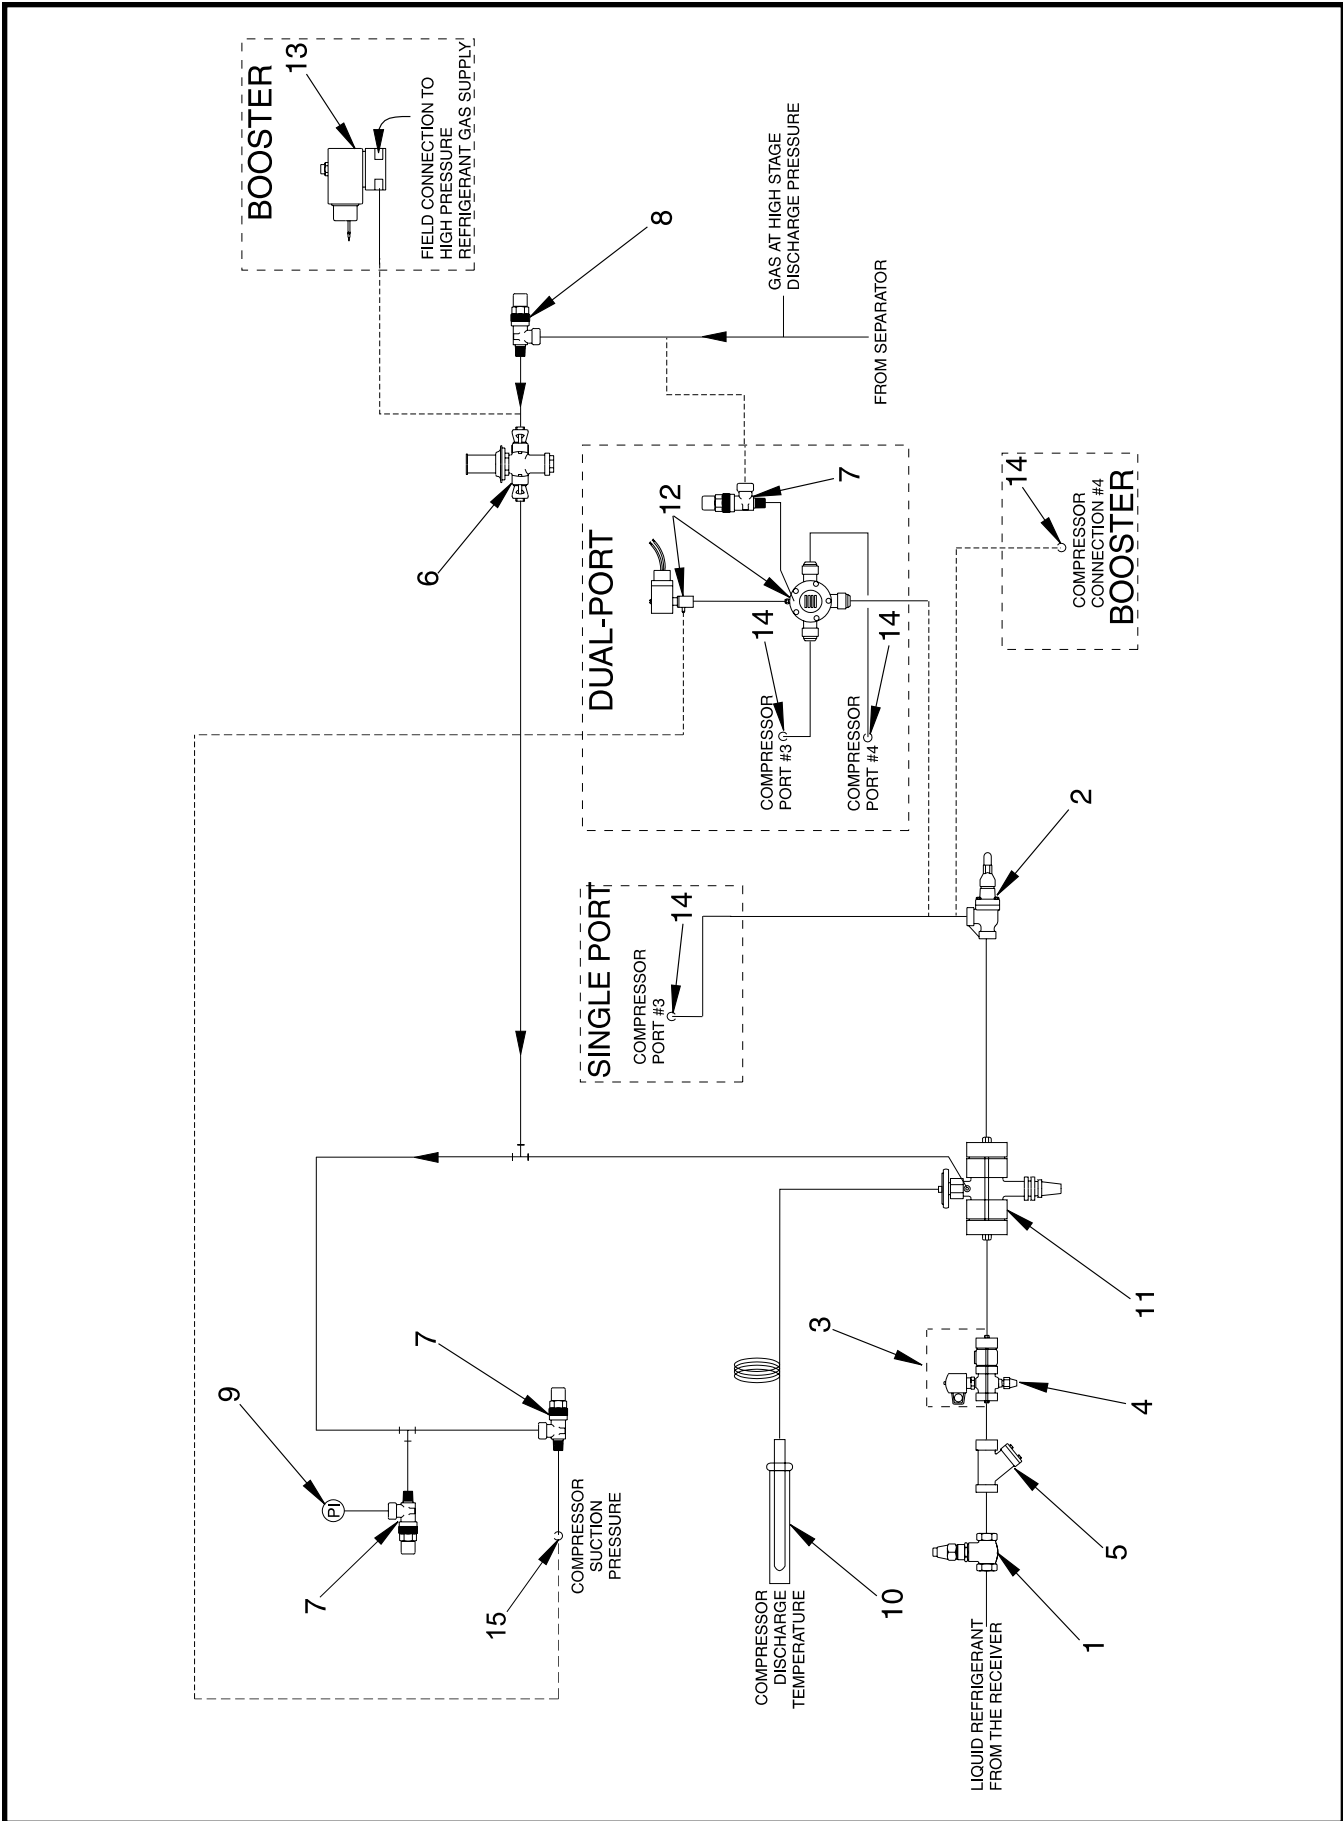 BOOSTER
13
FIELD CONNECTION TO
HIGH PRESSURE
REFRIGERANT GAS SUPPLY
8
GAS AT HIGH STAGE
DISCHARGE PRESSURE
FROM SEPARATOR
6
DUAL-PORT
12
7
14
COMPRESSOR
PORT #3
14
COMPRESSOR
PORT #4
14
COMPRESSOR
CONNECTION #4
BOOSTER
SINGLE PORT
14
COMPRESSOR
PORT #3
2
9
PI
7
7
15
COMPRESSOR
SUCTION
PRESSURE
COMPRESSOR
DISCHARGE
TEMPERATURE
10
3
4
11
5
1
LIQUID REFRIGERANT
FROM THE RECEIVER